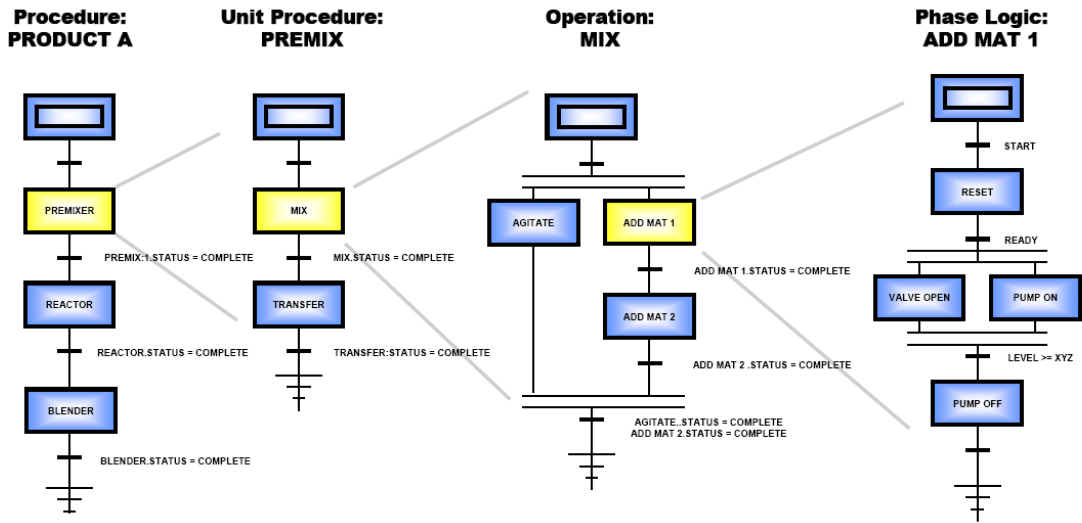 Procedure:
PRODUCT A
PREMIXER
PREMIX:1.STATUS = COMPLETE
REACTOR
REACTOR.STATUS = COMPLETE
BLENDER
BLENDER.STATUS = COMPLETE
Unit Procedure:
PREMIX
MIX
MIX.STATUS = COMPLETE
TRANSFER
TRANSFER:STATUS = COMPLETE
Operation:
MIX
AGITATE
ADD MAT 1
ADD MAT 1.STATUS = COMPLETE
ADD MAT 2
ADD MAT 2 .STATUS = COMPLETE
AGITATE..STATUS = COMPLETE
ADD MAT 2.STATUS = COMPLETE
Phase Logic:
ADD MAT 1
START
RESET
READY
VALVE OPEN
PUMP ON
LEVEL >= XYZ
PUMP OFF